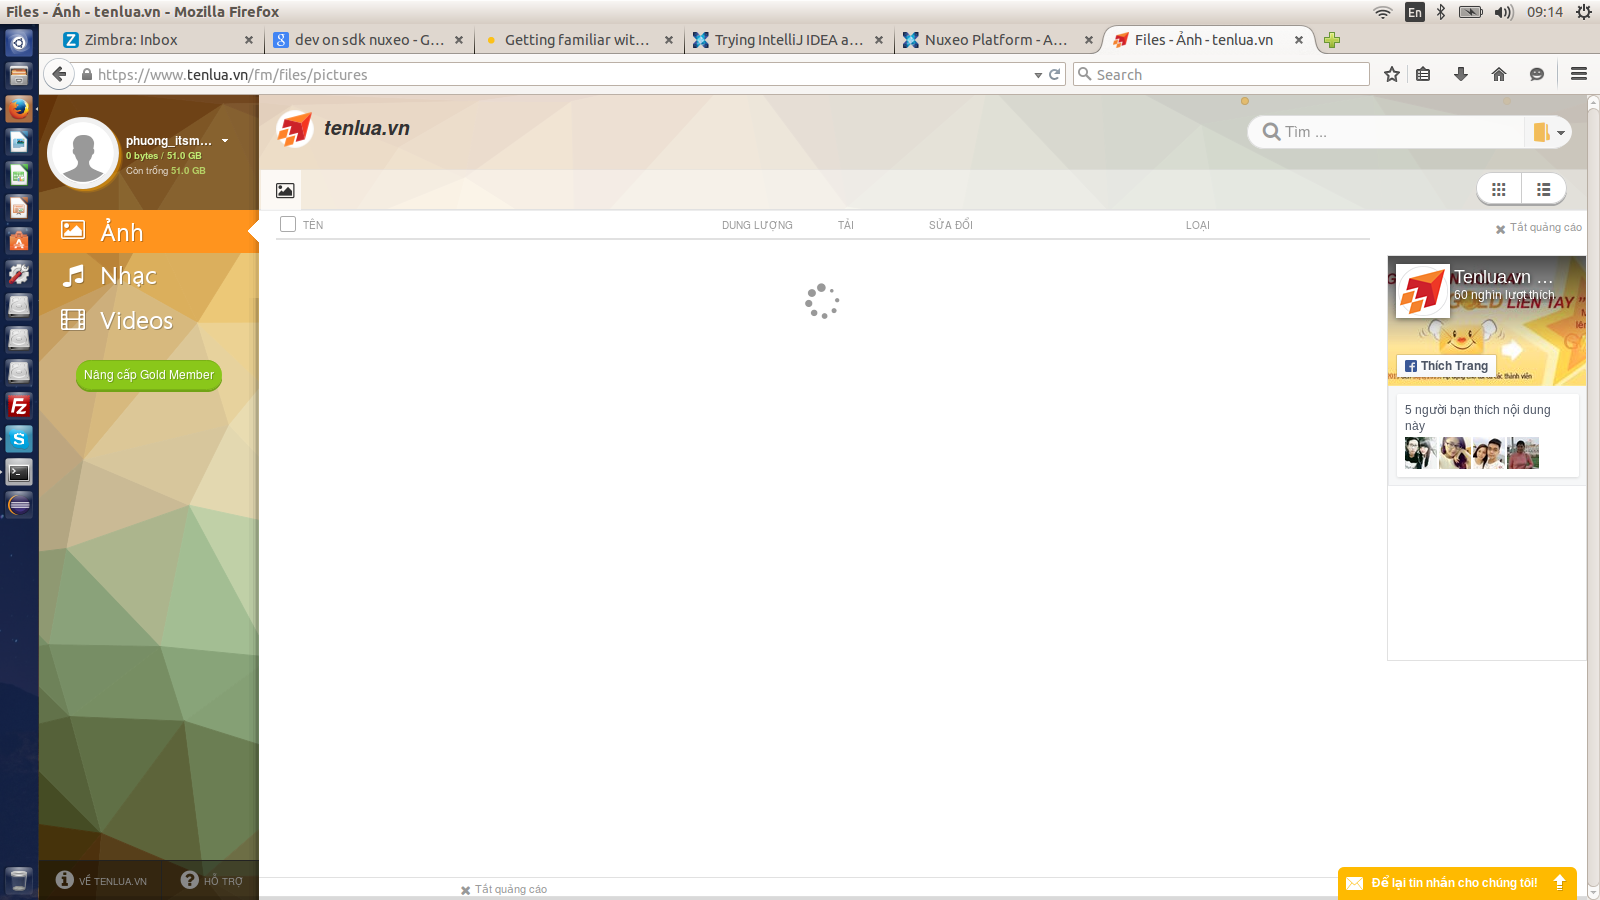 Files - Ảnh - tenlua.vn - Mozilla Firefox
En
09:14
Zimbra: Inbox
dev on sdk nuxeo - G...
Getting familiar wit...
Trying IntelliJ IDEA a...
Nuxeo Platform - A...
Files - Ảnh - tenlua.vn
https://www.tenlua.vn/fm/files/pictures
Search
phuong_itsm...
0 bytes / 51.0 GB
Còn trống 51.0 GB
tenlua.vn
Tìm ...
Ảnh
Nhạc
Videos
Nâng cấp Gold Member
TÊN
DUNG LƯỢNG
TẢI
SỬA ĐỔI
LOẠI
Tắt quảng cáo
Tenlua.vn ...
60 nghìn lượt thích
LIỀN TAY "
Thích Trang
5 người bạn thích nội dung
này
VỀ TENLUA.VN
HỖ TRỢ
Tắt quảng cáo
Để lại tin nhắn cho chúng tôi!